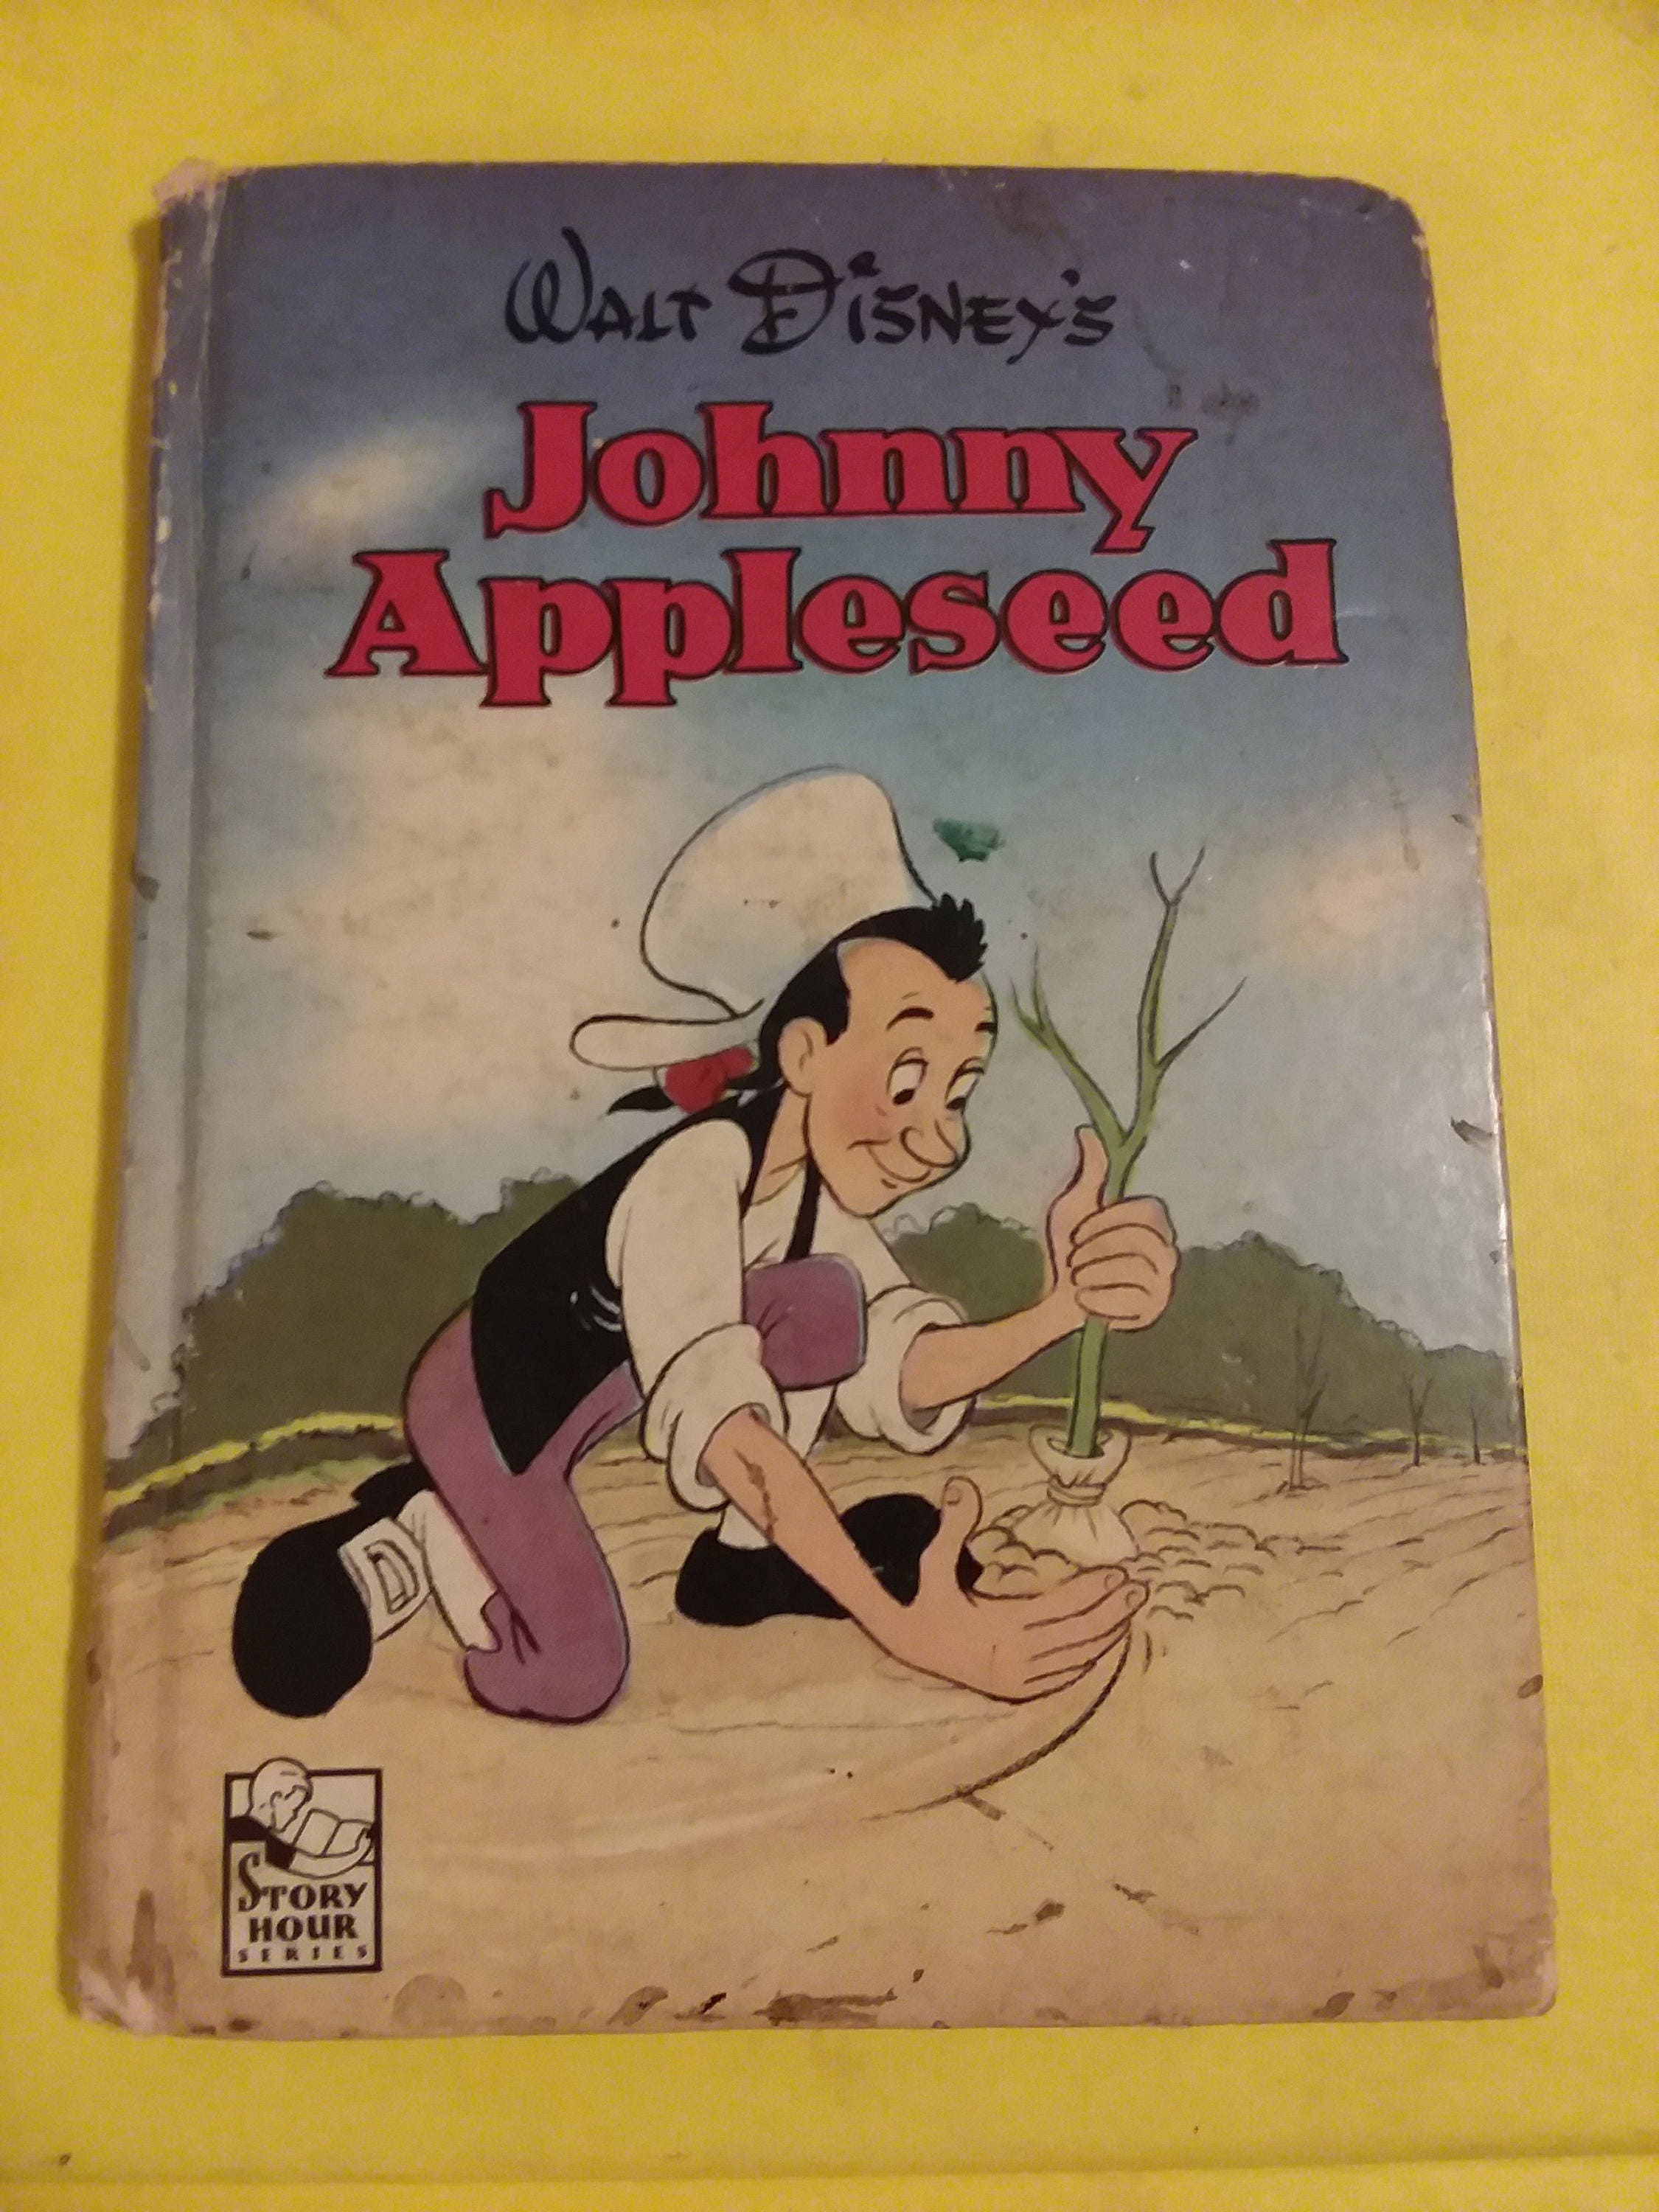 WALT DISNEY'S
Johnny
Appleseed
STORY
HOUR
SERIES